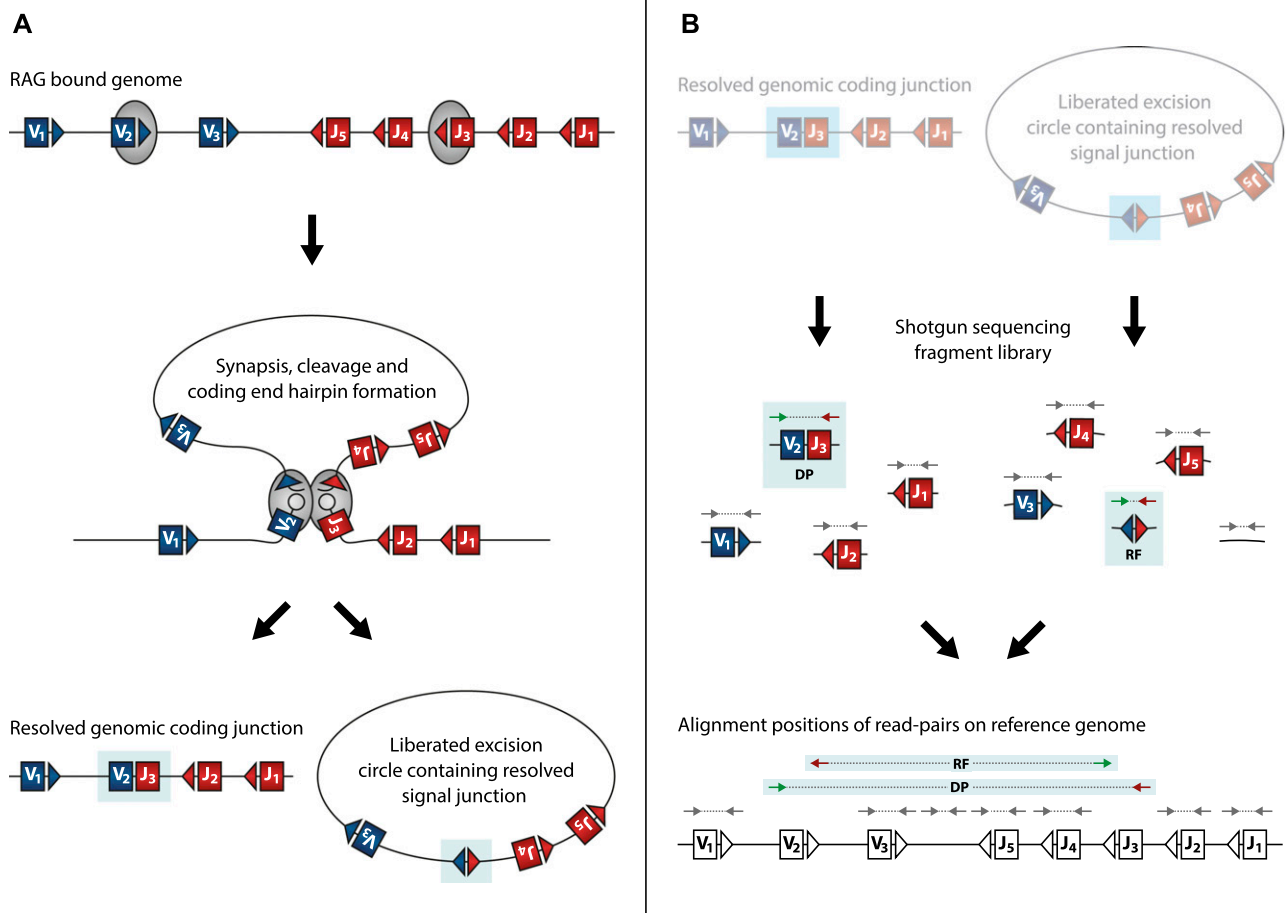 A
RAG bound genome
V1 V2 V3 J5 J4 J3 J2 J1
Synapsis, cleavage and
coding end hairpin formation
V3 J4 J5
V2 J3
V1 J2 J1
Resolved genomic coding junction
V1 V2 J3 J2 J1
Liberated excision
circle containing resolved
signal junction
V3 J4 J5
B
Resolved genomic coding junction
V1 V2 J3 J2 J1
Liberated excision
circle containing resolved
signal junction
V3 J4 J5
Shotgun sequencing
fragment library
V2 J3
DP
J4
J5
J1
V3
V1
J2
RF
Alignment positions of read-pairs on reference genome
RF
DP
V1 V2 V3 J5 J4 J3 J2 J1